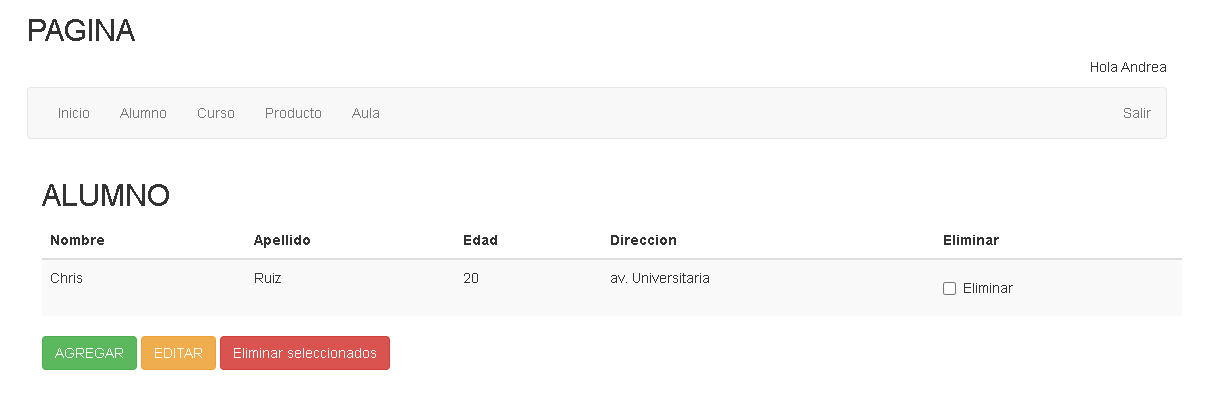 PAGINA
Hola Andrea
Inicio Alumno Curso Producto Aula Salir
ALUMNO
Nombre Apellido Edad Direccion Eliminar
Chris Ruiz 20 av. Universitaria Eliminar
AGREGAR EDITAR Eliminar seleccionados